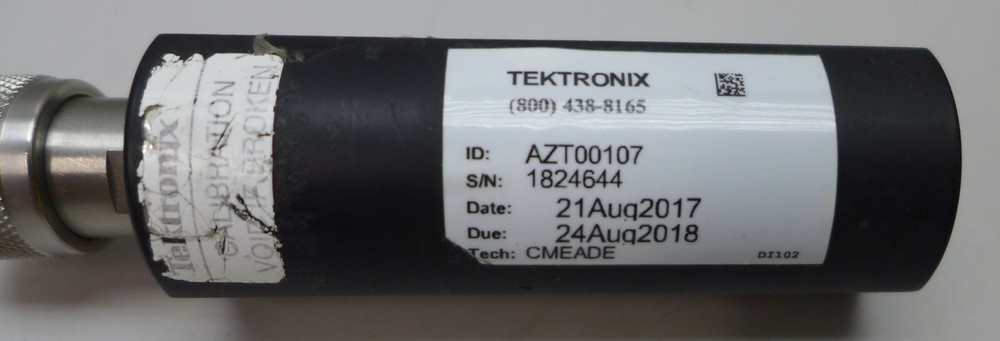 Tektronix
CALIBRATION
VOID IF BROKEN
TEKTRONIX
(800) 438-8165
ID: AZT00107
S/N: 1824644
Date: 21Aug2017
Due: 24Aug2018
Tech: CMEADE
DI102